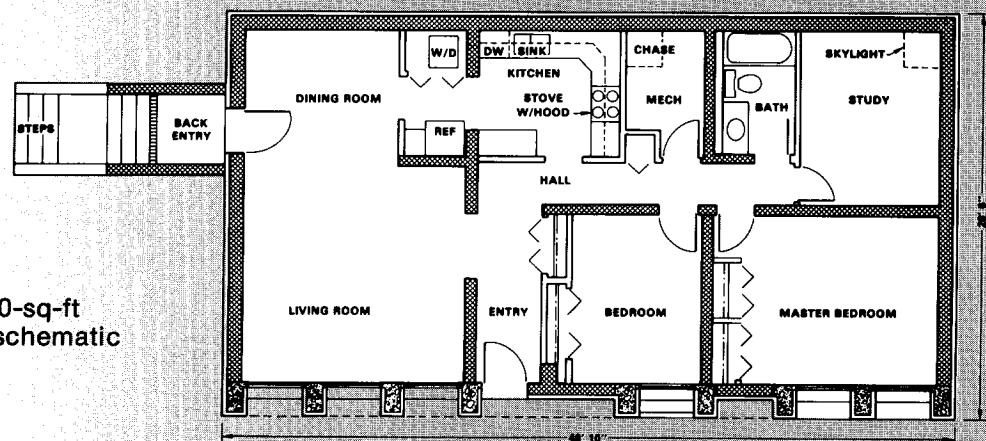 W/D
DW
SINK
CHASE
SKYLIGHT
KITCHEN
DINING ROOM
STOVE
W/HOOD
MECH
BATH
STUDY
STEPS
BACK
ENTRY
REF
HALL
0-sq-ft
schematic
LIVING ROOM
ENTRY
BEDROOM
MASTER BEDROOM